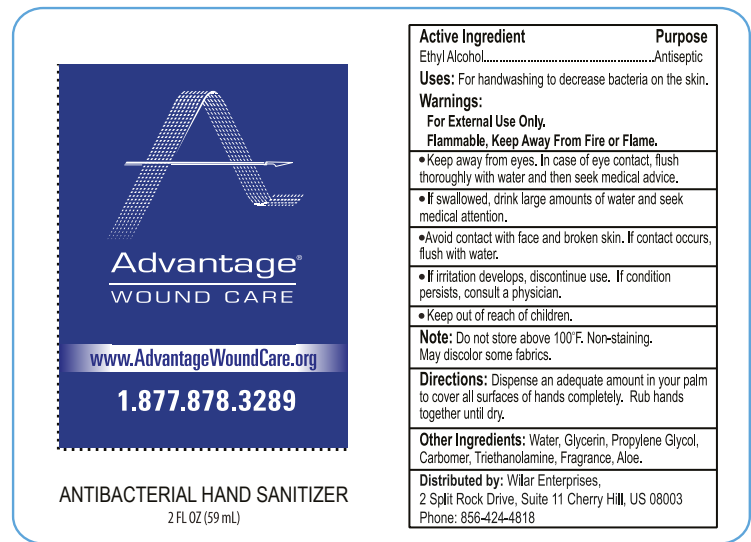 Advantage®
WOUND CARE
www.AdvantageWoundCare.org
1.877.878.3289
ANTIBACTERIAL HAND SANITIZER
2 FL OZ (59 mL)
Active Ingredient Purpose
Ethyl Alcohol......................................................Antiseptic
Uses: For handwashing to decrease bacteria on the skin.
Warnings:
For External Use Only.
Flammable, Keep Away From Fire or Flame.
•Keep away from eyes. In case of eye contact, flush
thoroughly with water and then seek medical advice.
• If swallowed, drink large amounts of water and seek
medical attention.
•Avoid contact with face and broken skin. If contact occurs,
flush with water.
• If irritation develops, discontinue use. If condition
persists, consult a physician.
• Keep out of reach of children.
Note: Do not store above 100°F. Non-staining.
May discolor some fabrics.
Directions: Dispense an adequate amount in your palm
to cover all surfaces of hands completely. Rub hands
together until dry.
Other Ingredients: Water, Glycerin, Propylene Glycol,
Carbomer, Triethanolamine, Fragrance, Aloe.
Distributed by: Wilar Enterprises,
2 Split Rock Drive, Suite 11 Cherry Hill, US 08003
Phone: 856-424-4818